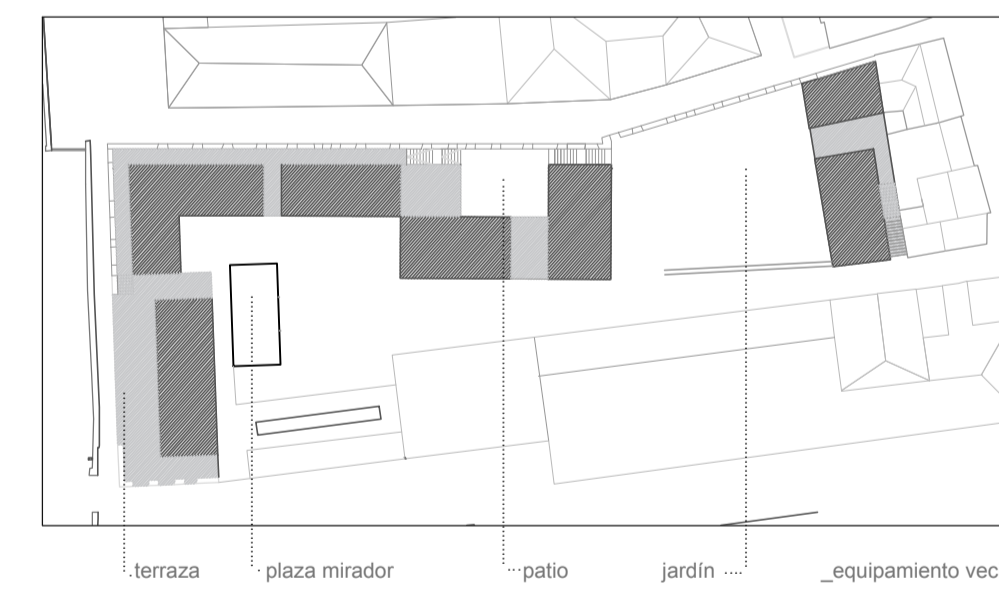 terraza
plaza mirador
patio
jardín
_equipamiento vec